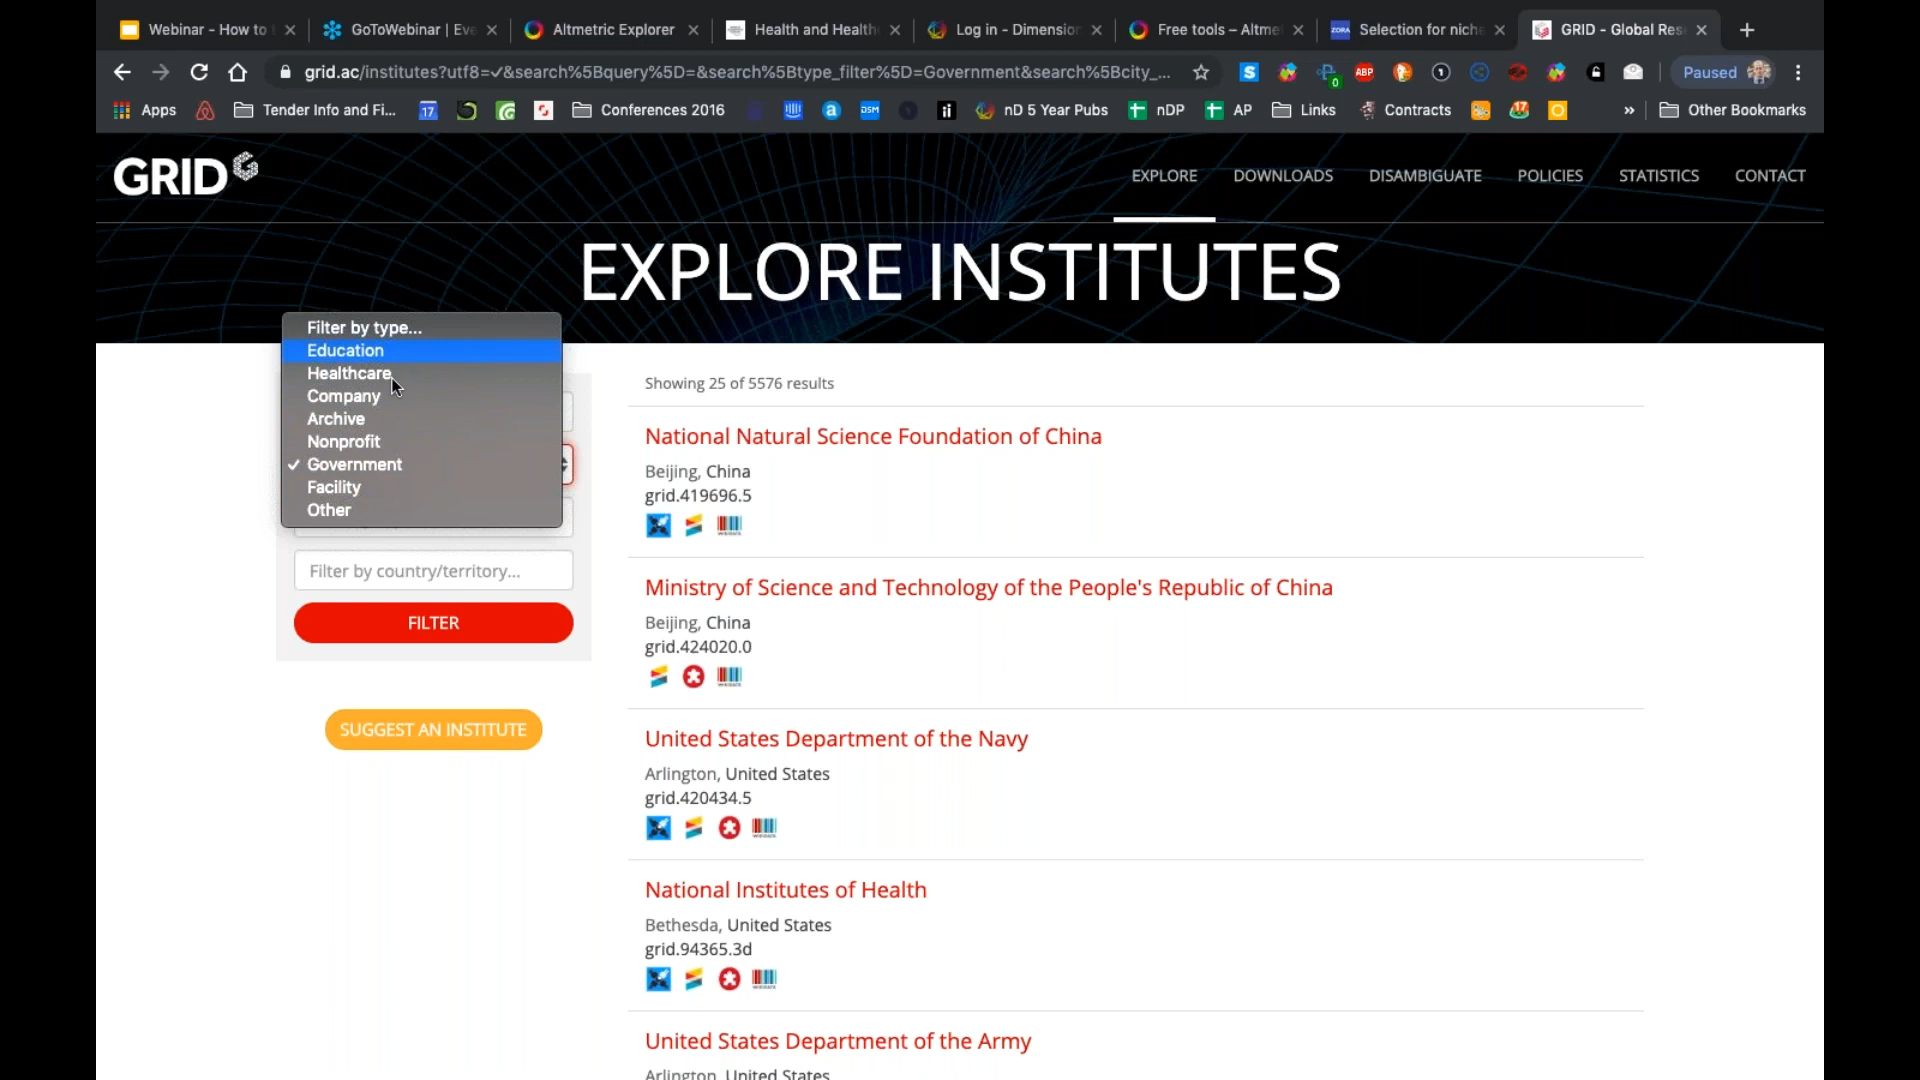 Webinar - How to
GoToWebinar | Eve
Altmetric Explorer
Health and Health
Log in - Dimension
Free tools – Altme
ZORA
Selection for niche
GRID - Global Res
grid.ac/institutes?utf8=✓&search%5Bquery%5D=&search%5Btype_filter%5D=Government&search%5Bcity_...
ABP
0
Paused
Apps
Tender Info and Fi...
17
Conferences 2016
DSM
nD 5 Year Pubs
nDP
AP
Links
Contracts
»
Other Bookmarks
GRID
EXPLORE
DOWNLOADS
DISAMBIGUATE
POLICIES
STATISTICS
CONTACT
EXPLORE INSTITUTES
Filter by type...
Education
Healthcare
Company
Archive
Nonprofit
✓ Government
Facility
Other
Filter by country/territory...
FILTER
SUGGEST AN INSTITUTE
Showing 25 of 5576 results
National Natural Science Foundation of China
Beijing, China
grid.419696.5
Ministry of Science and Technology of the People's Republic of China
Beijing, China
grid.424020.0
United States Department of the Navy
Arlington, United States
grid.420434.5
National Institutes of Health
Bethesda, United States
grid.94365.3d
United States Department of the Army
Arlington, United States